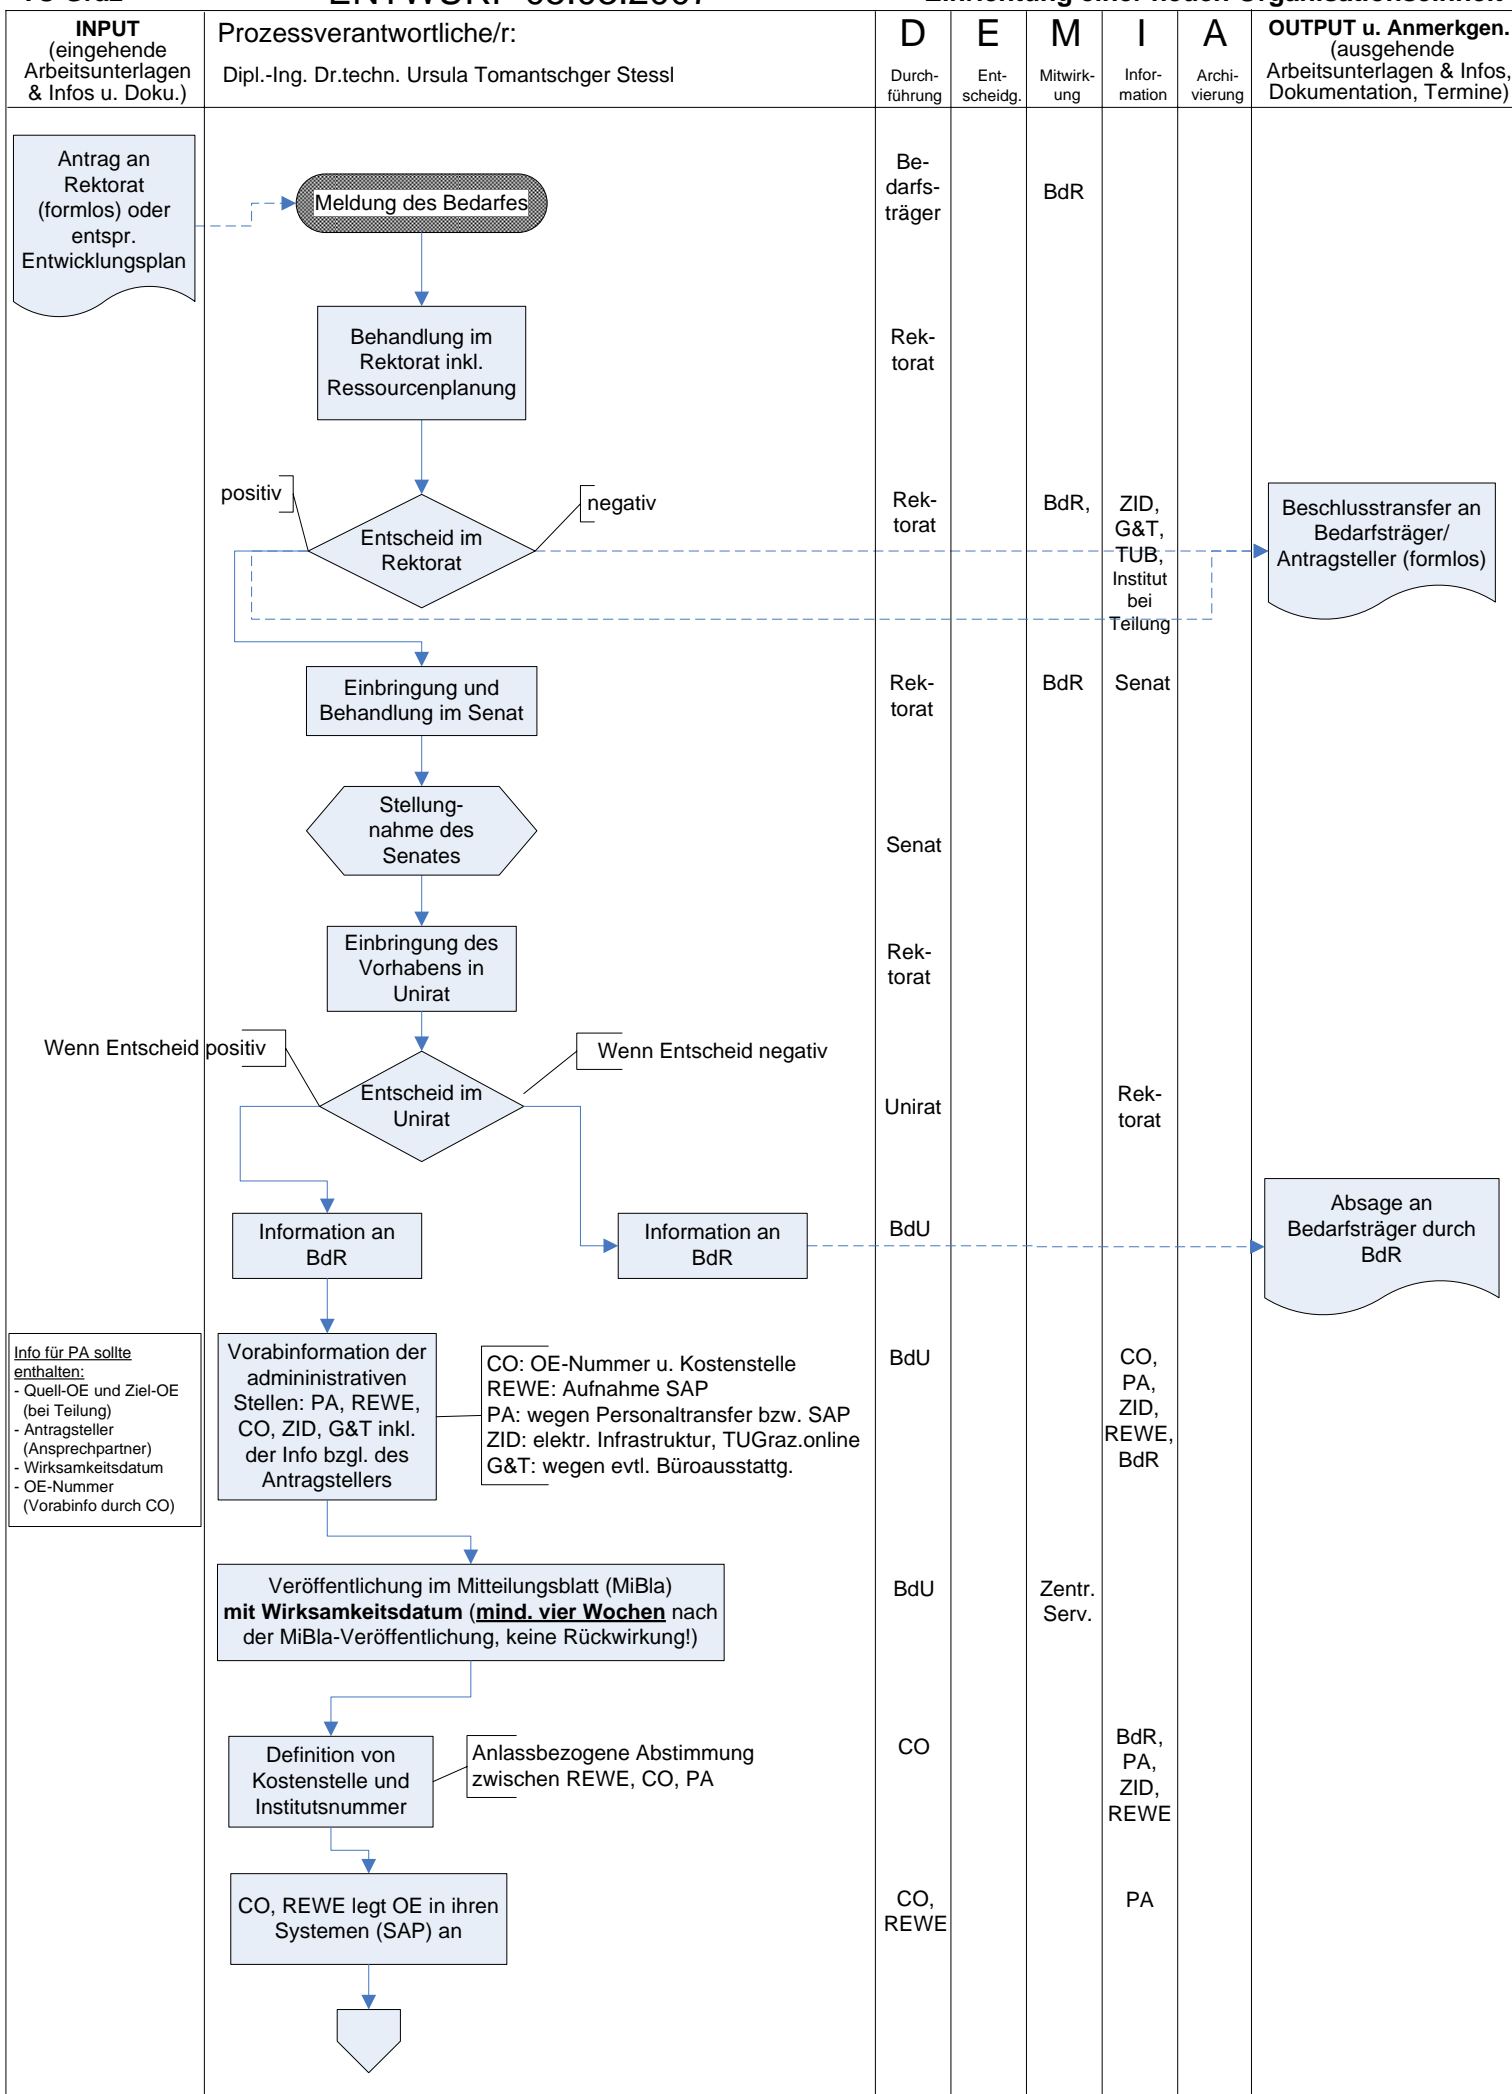 INPUT
(eingehende
Arbeitsunterlagen
& Infos u. Doku.)
Prozessverantwortliche/r:
Dipl.-Ing. Dr.techn. Ursula Tomantschger Stessl
D
Durch-
führung
E
Ent-
scheidg.
M
Mitwirk-
ung
I
Infor-
mation
A
Archi-
vierung
OUTPUT u. Anmerkgen.
(ausgehende
Arbeitsunterlagen & Infos,
Dokumentation, Termine)
Antrag an
Rektorat
(formlos) oder
entspr.
Entwicklungsplan
Meldung des Bedarfes
Be-
darfs-
träger
BdR
Behandlung im
Rektorat inkl.
Ressourcenplanung
Rek-
torat
positiv
negativ
Entscheid im
Rektorat
Rek-
torat
BdR,
ZID,
G&T,
TUB,
Institut
bei
Teilung
Beschlusstransfer an
Bedarfsträger/
Antragsteller (formlos)
Einbringung und
Behandlung im Senat
Rek-
torat
BdR
Senat
Stellung-
nahme des
Senates
Senat
Einbringung des
Vorhabens in
Unirat
Rek-
torat
Wenn Entscheid positiv
Wenn Entscheid negativ
Entscheid im
Unirat
Unirat
Rek-
torat
Information an
BdR
Information an
BdR
BdU
Absage an
Bedarfsträger durch
BdR
Info für PA sollte
enthalten:
- Quell-OE und Ziel-OE
(bei Teilung)
- Antragsteller
(Ansprechpartner)
- Wirksamkeitsdatum
- OE-Nummer
(Vorabinfo durch CO)
Vorabinformation der
admininistrativen
Stellen: PA, REWE,
CO, ZID, G&T inkl.
der Info bzgl. des
Antragstellers
CO: OE-Nummer u. Kostenstelle
REWE: Aufnahme SAP
PA: wegen Personaltransfer bzw. SAP
ZID: elektr. Infrastruktur, TUGraz.online
G&T: wegen evtl. Büroausstattg.
BdU
CO,
PA,
ZID,
REWE,
BdR
Veröffentlichung im Mitteilungsblatt (MiBla)
mit Wirksamkeitsdatum (mind. vier Wochen nach
der MiBla-Veröffentlichung, keine Rückwirkung!)
BdU
Zentr.
Serv.
Definition von
Kostenstelle und
Institutsnummer
Anlassbezogene Abstimmung
zwischen REWE, CO, PA
CO
BdR,
PA,
ZID,
REWE
CO, REWE legt OE in ihren
Systemen (SAP) an
CO,
REWE
PA